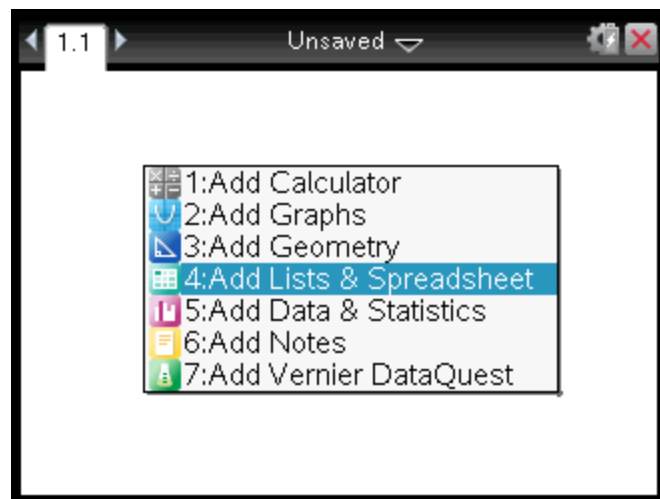 1.1 Unsaved
1:Add Calculator
2:Add Graphs
3:Add Geometry
4:Add Lists & Spreadsheet
5:Add Data & Statistics
6:Add Notes
7:Add Vernier DataQuest